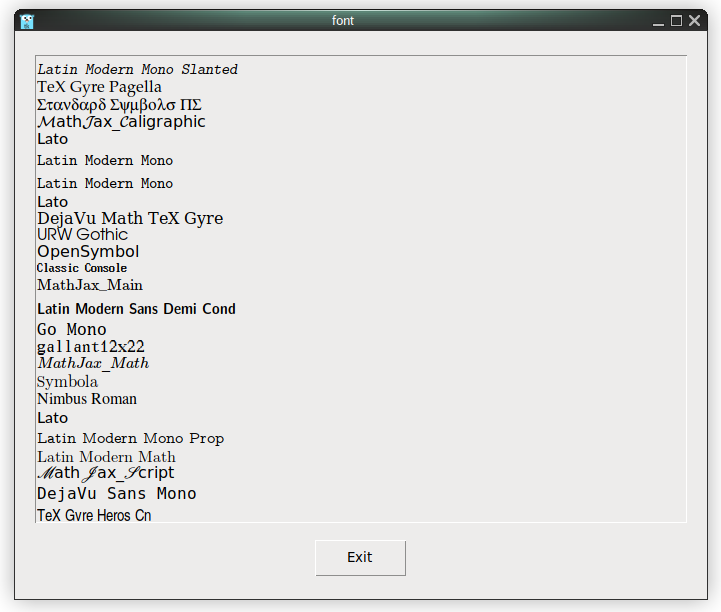 font
Latin Modern Mono Slanted
TeX Gyre Pagella
Στανδαρδ Σψμβολσ ΠΣ
MathJax_Caligraphic
Lato
Latin Modern Mono
Latin Modern Mono
Lato
DejaVu Math TeX Gyre
URW Gothic
OpenSymbol
Classic Console
MathJax_Main
Latin Modern Sans Demi Cond
Go Mono
gallant12x22
MathJax_Math
Symbola
Nimbus Roman
Lato
Latin Modern Mono Prop
Latin Modern Math
MathJax_Script
DejaVu Sans Mono
TeX Gyre Heros Cn
Exit